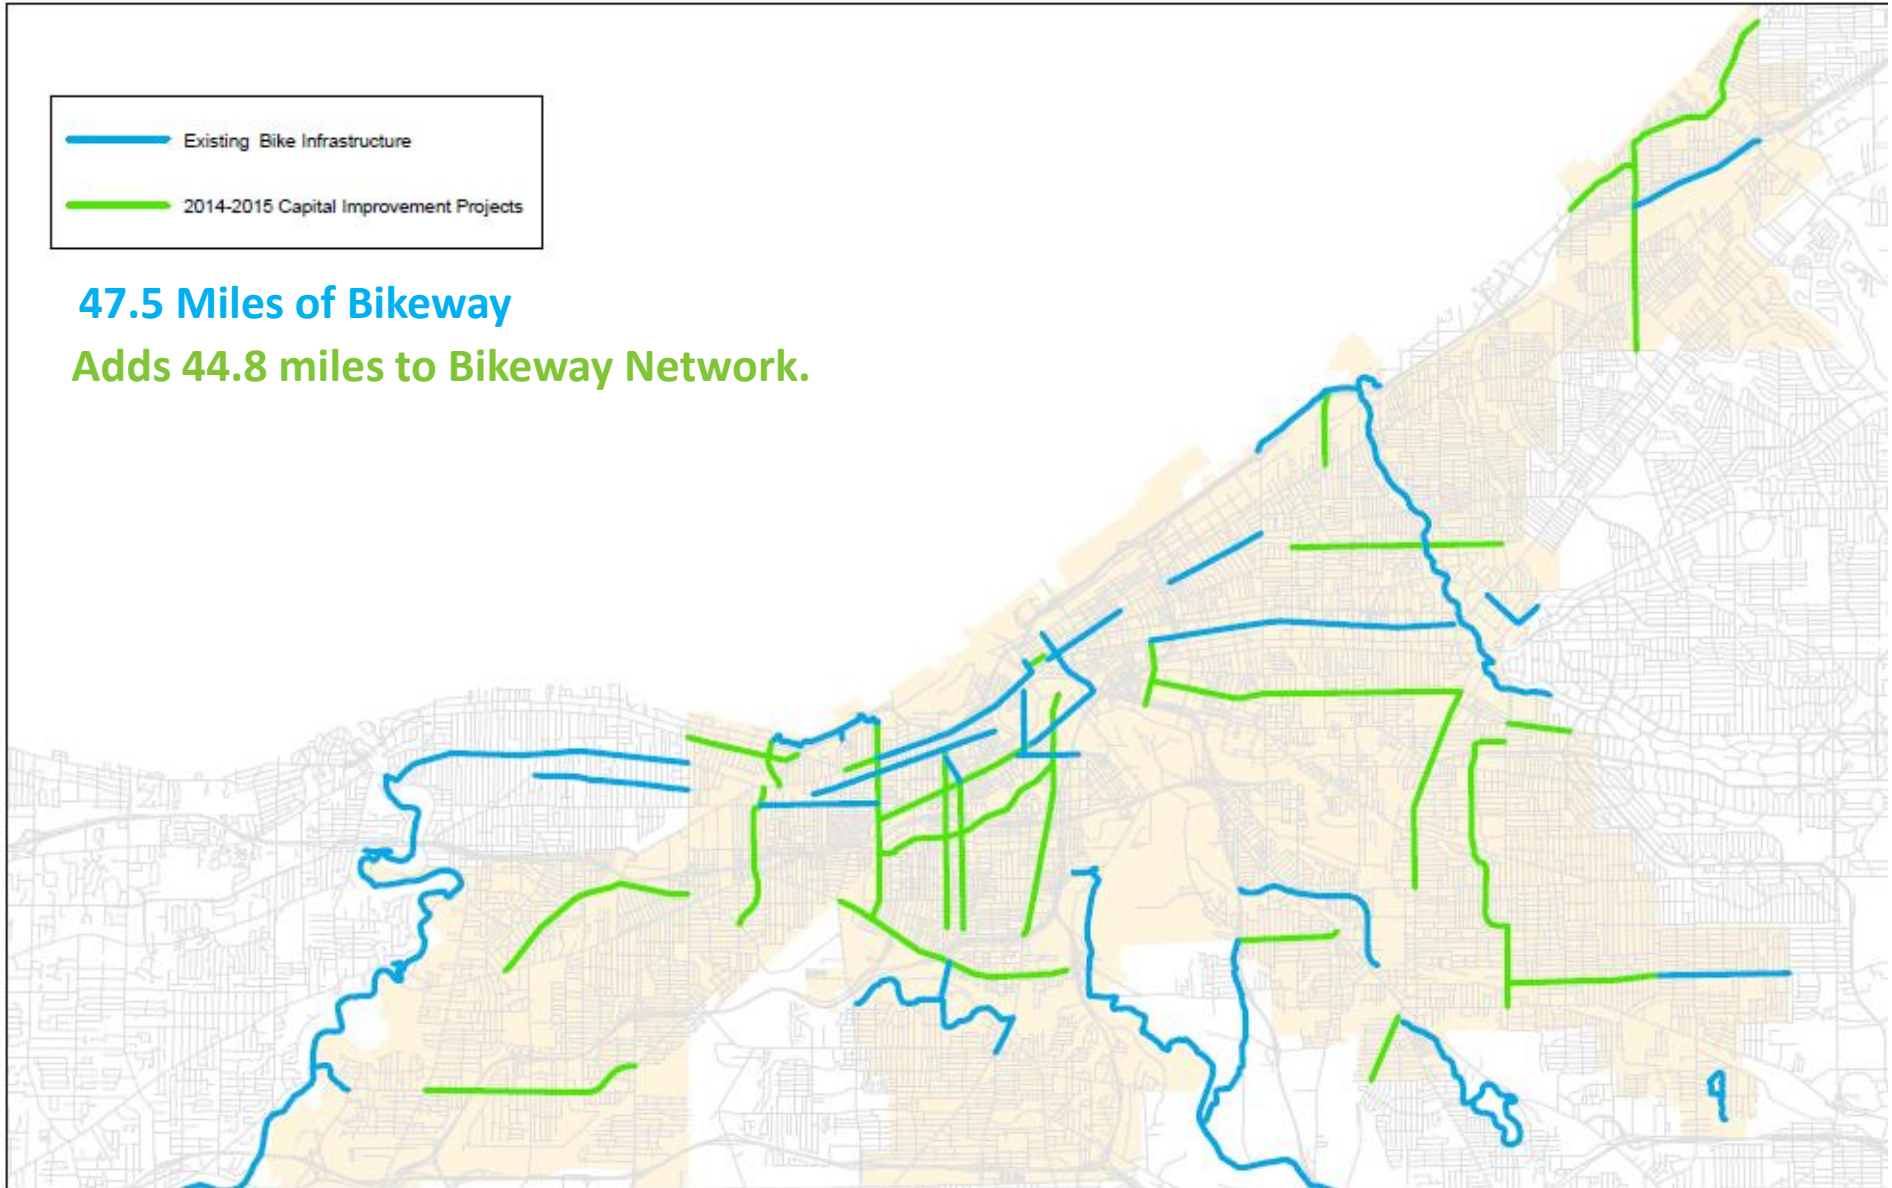 Existing Bike Infrastructure
2014-2015 Capital Improvement Projects
47.5 Miles of Bikeway
Adds 44.8 miles to Bikeway Network.